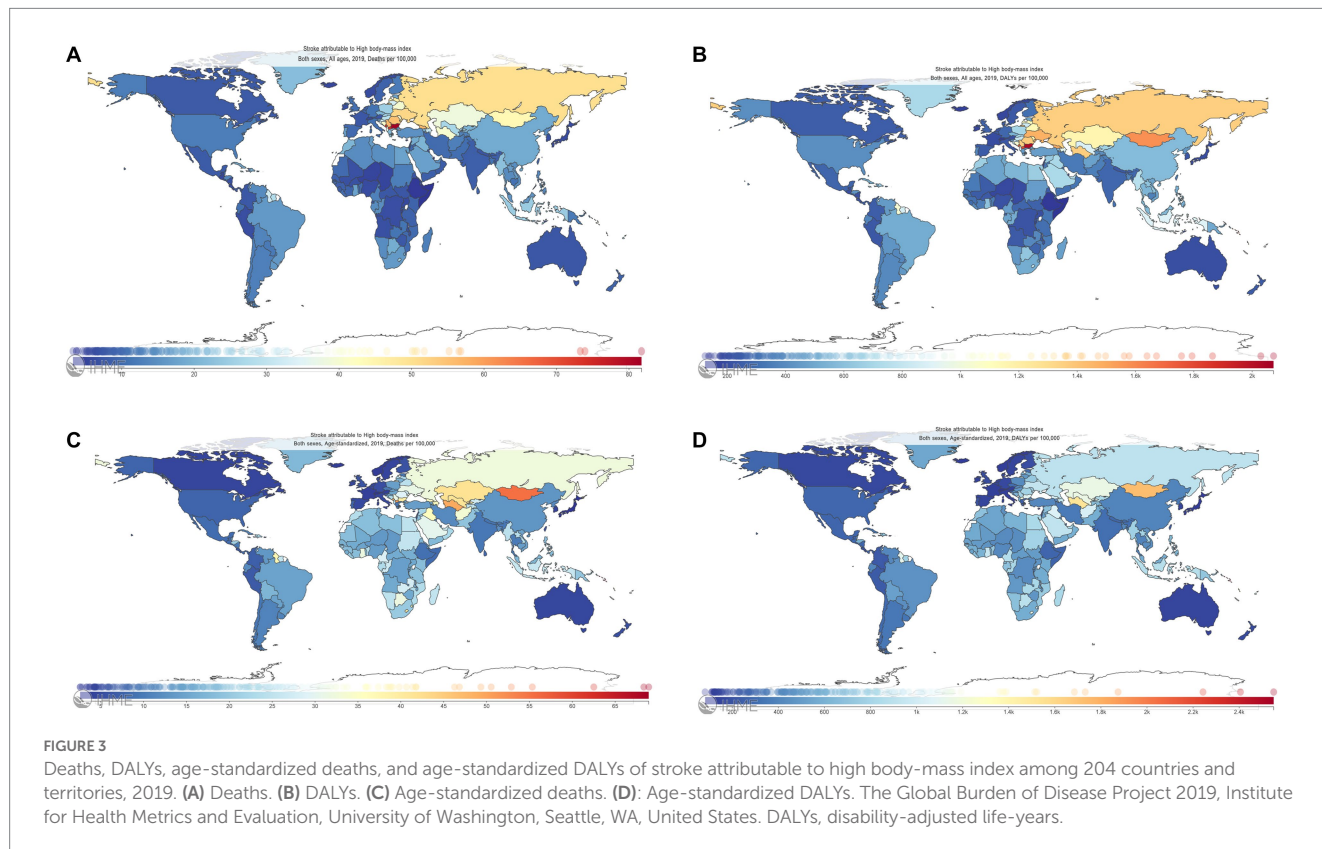 A
Stroke attributable to High body-mass index
Both sexes, All ages, 2019, Deaths per 100,000
IHME
10 20 30 40 50 60 70 80
B
Stroke attributable to High body-mass index
Both sexes, All ages, 2019, DALYs per 100,000
IHME
200 400 600 800 1k 1.2k 1.4k 1.6k 1.8k 2k
C
Stroke attributable to High body-mass index
Both sexes, Age-standardized, 2019, Deaths per 100,000
IHME
5 10 15 20 25 30 35 40 45 50 55 60 65
D
Stroke attributable to High body-mass index
Both sexes, Age-standardized, 2019, DALYs per 100,000
IHME
200 400 600 800 1k 1.2k 1.4k 1.6k 1.8k 2k 2.2k 2.4k
FIGURE 3
Deaths, DALYs, age-standardized deaths, and age-standardized DALYs of stroke attributable to high body-mass index among 204 countries and
territories, 2019. (A) Deaths. (B) DALYs. (C) Age-standardized deaths. (D): Age-standardized DALYs. The Global Burden of Disease Project 2019, Institute
for Health Metrics and Evaluation, University of Washington, Seattle, WA, United States. DALYs, disability-adjusted life-years.